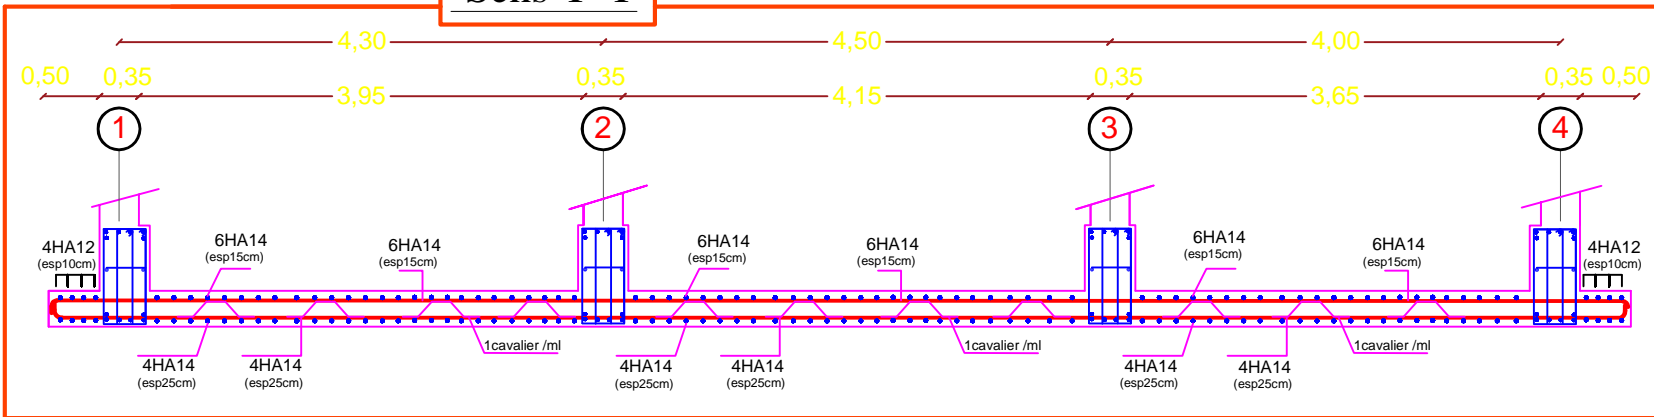 4,30 4,50 4,00
0,50 0,35 0,35 0,35 0,35 0,50
3,95 4,15 3,65
1 2 3 4
4HA12
(esp10cm)
6HA14
(esp15cm)
6HA14
(esp15cm)
6HA14
(esp15cm)
6HA14
(esp15cm)
6HA14
(esp15cm)
6HA14
(esp15cm)
4HA12
(esp10cm)
4HA14
(esp25cm)
4HA14
(esp25cm)
1cavalier /ml
4HA14
(esp25cm)
4HA14
(esp25cm)
1cavalier /ml
4HA14
(esp25cm)
4HA14
(esp25cm)
1cavalier /ml